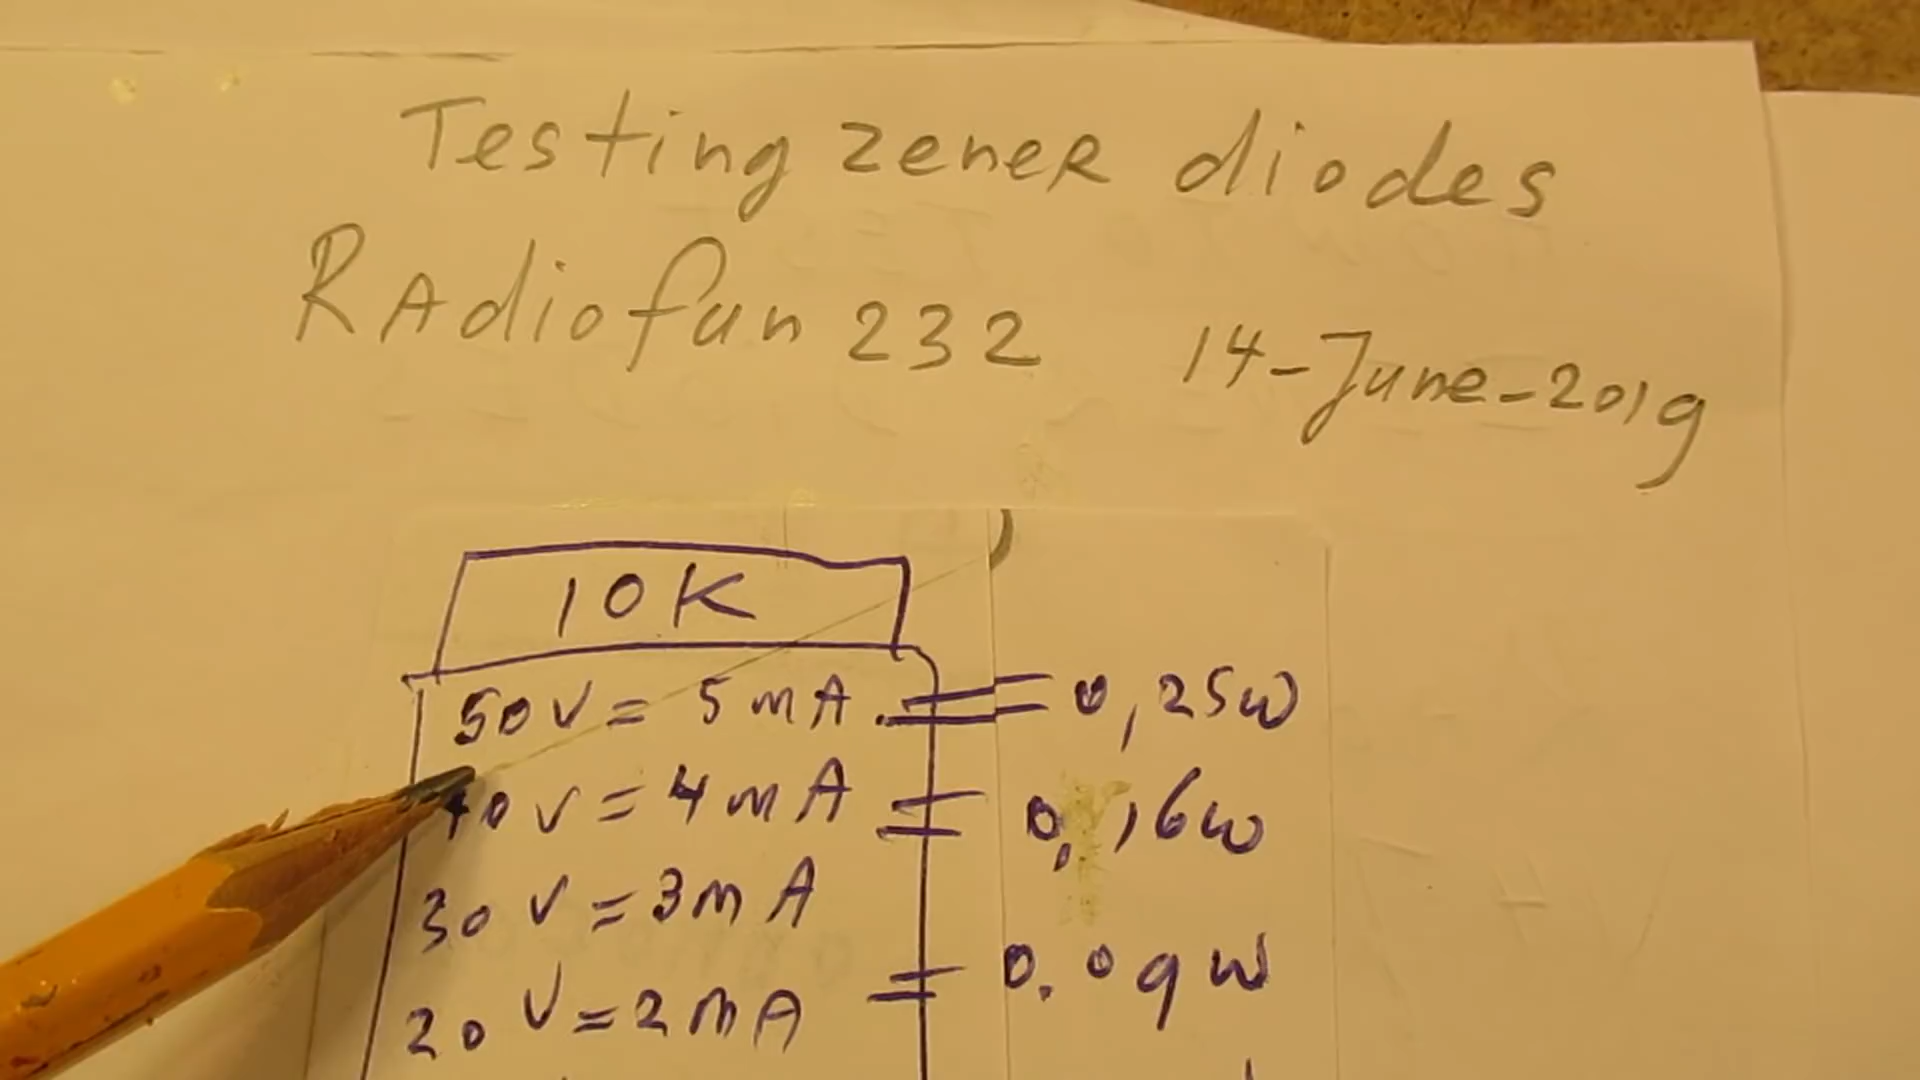 Testing zener diodes
RAdiofun 232 14-June-2019
10K
50V = 5mA. = 0,25W
40V = 4mA = 0,16W
30V = 3mA
= 0.09W
20V = 2mA